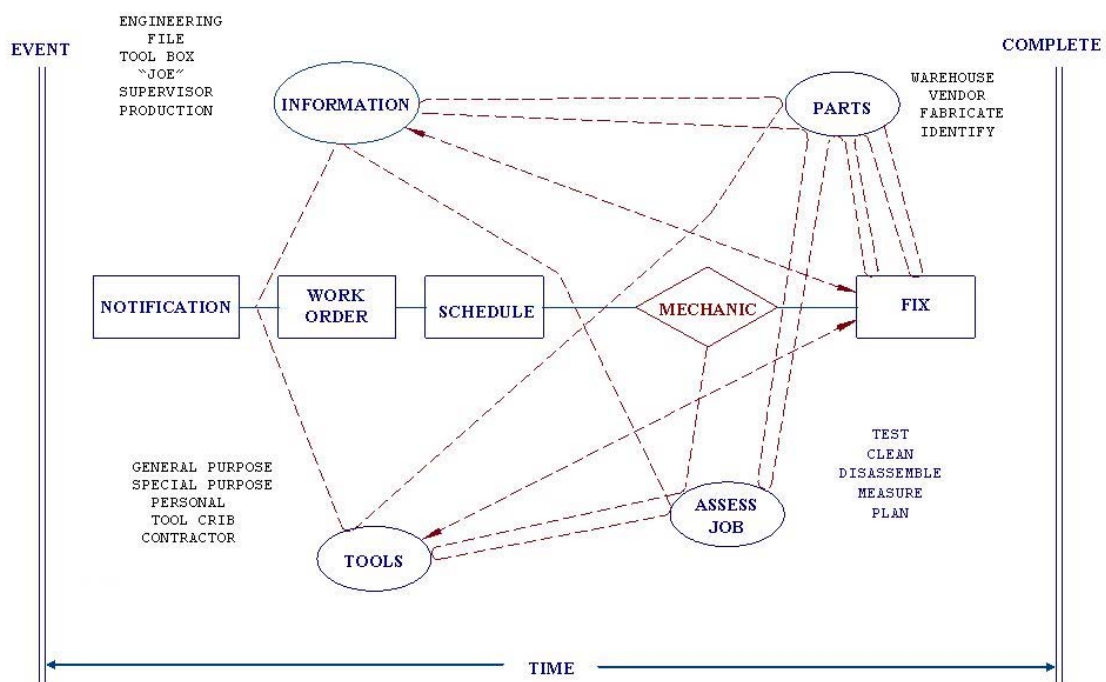 ENGINEERING
FILE
TOOL BOX
“JOE”
SUPERVISOR
PRODUCTION
EVENT
COMPLETE
INFORMATION
PARTS
WAREHOUSE
VENDOR
FABRICATE
IDENTIFY
NOTIFICATION
WORK
ORDER
SCHEDULE
MECHANIC
FIX
GENERAL PURPOSE
SPECIAL PURPOSE
PERSONAL
TOOL CRIB
CONTRACTOR
TOOLS
ASSESS
JOB
TEST
CLEAN
DISASSEMBLE
MEASURE
PLAN
TIME